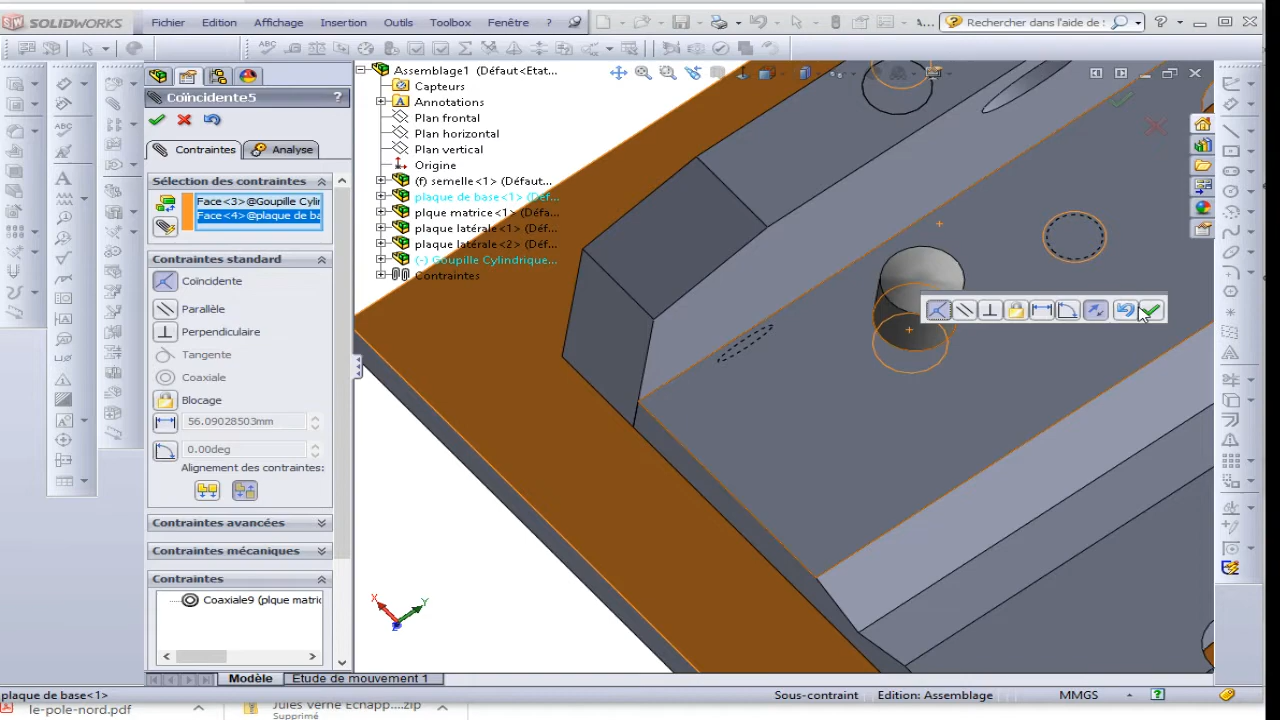 SOLIDWORKS
Fichier Edition Affichage Insertion Outils Toolbox Fenêtre ?
A...
Rechercher dans l'aide de :
Coïncidente5
?
Contraintes Analyse
Sélection des contraintes
Face<3>@Goupille Cylin
Face<4>@plaque de ba
Contraintes standard
Coïncidente
Parallèle
Perpendiculaire
Tangente
Coaxiale
Blocage
56.09028503mm
0.00deg
Alignement des contraintes:
Contraintes avancées
Contraintes mécaniques
Contraintes
Coaxiale9 (plque matric
Assemblage1 (Défaut<Etat...
Capteurs
Annotations
Plan frontal
Plan horizontal
Plan vertical
Origine
(f) semelle<1> (Défaut...
plaque de base<1> (Déf...
plque matrice<1> (Défa...
plaque latérale<1> (Déf...
plaque latérale<2> (Déf...
(-) Goupille Cylindrique...
Contraintes
X
Y
Z
Modèle Etude de mouvement 1
plaque de base<1>
Sous-contraint
Edition: Assemblage
MMGS
le-pole-nord.pdf
Jules Verne Echapp....zip
Supprimé